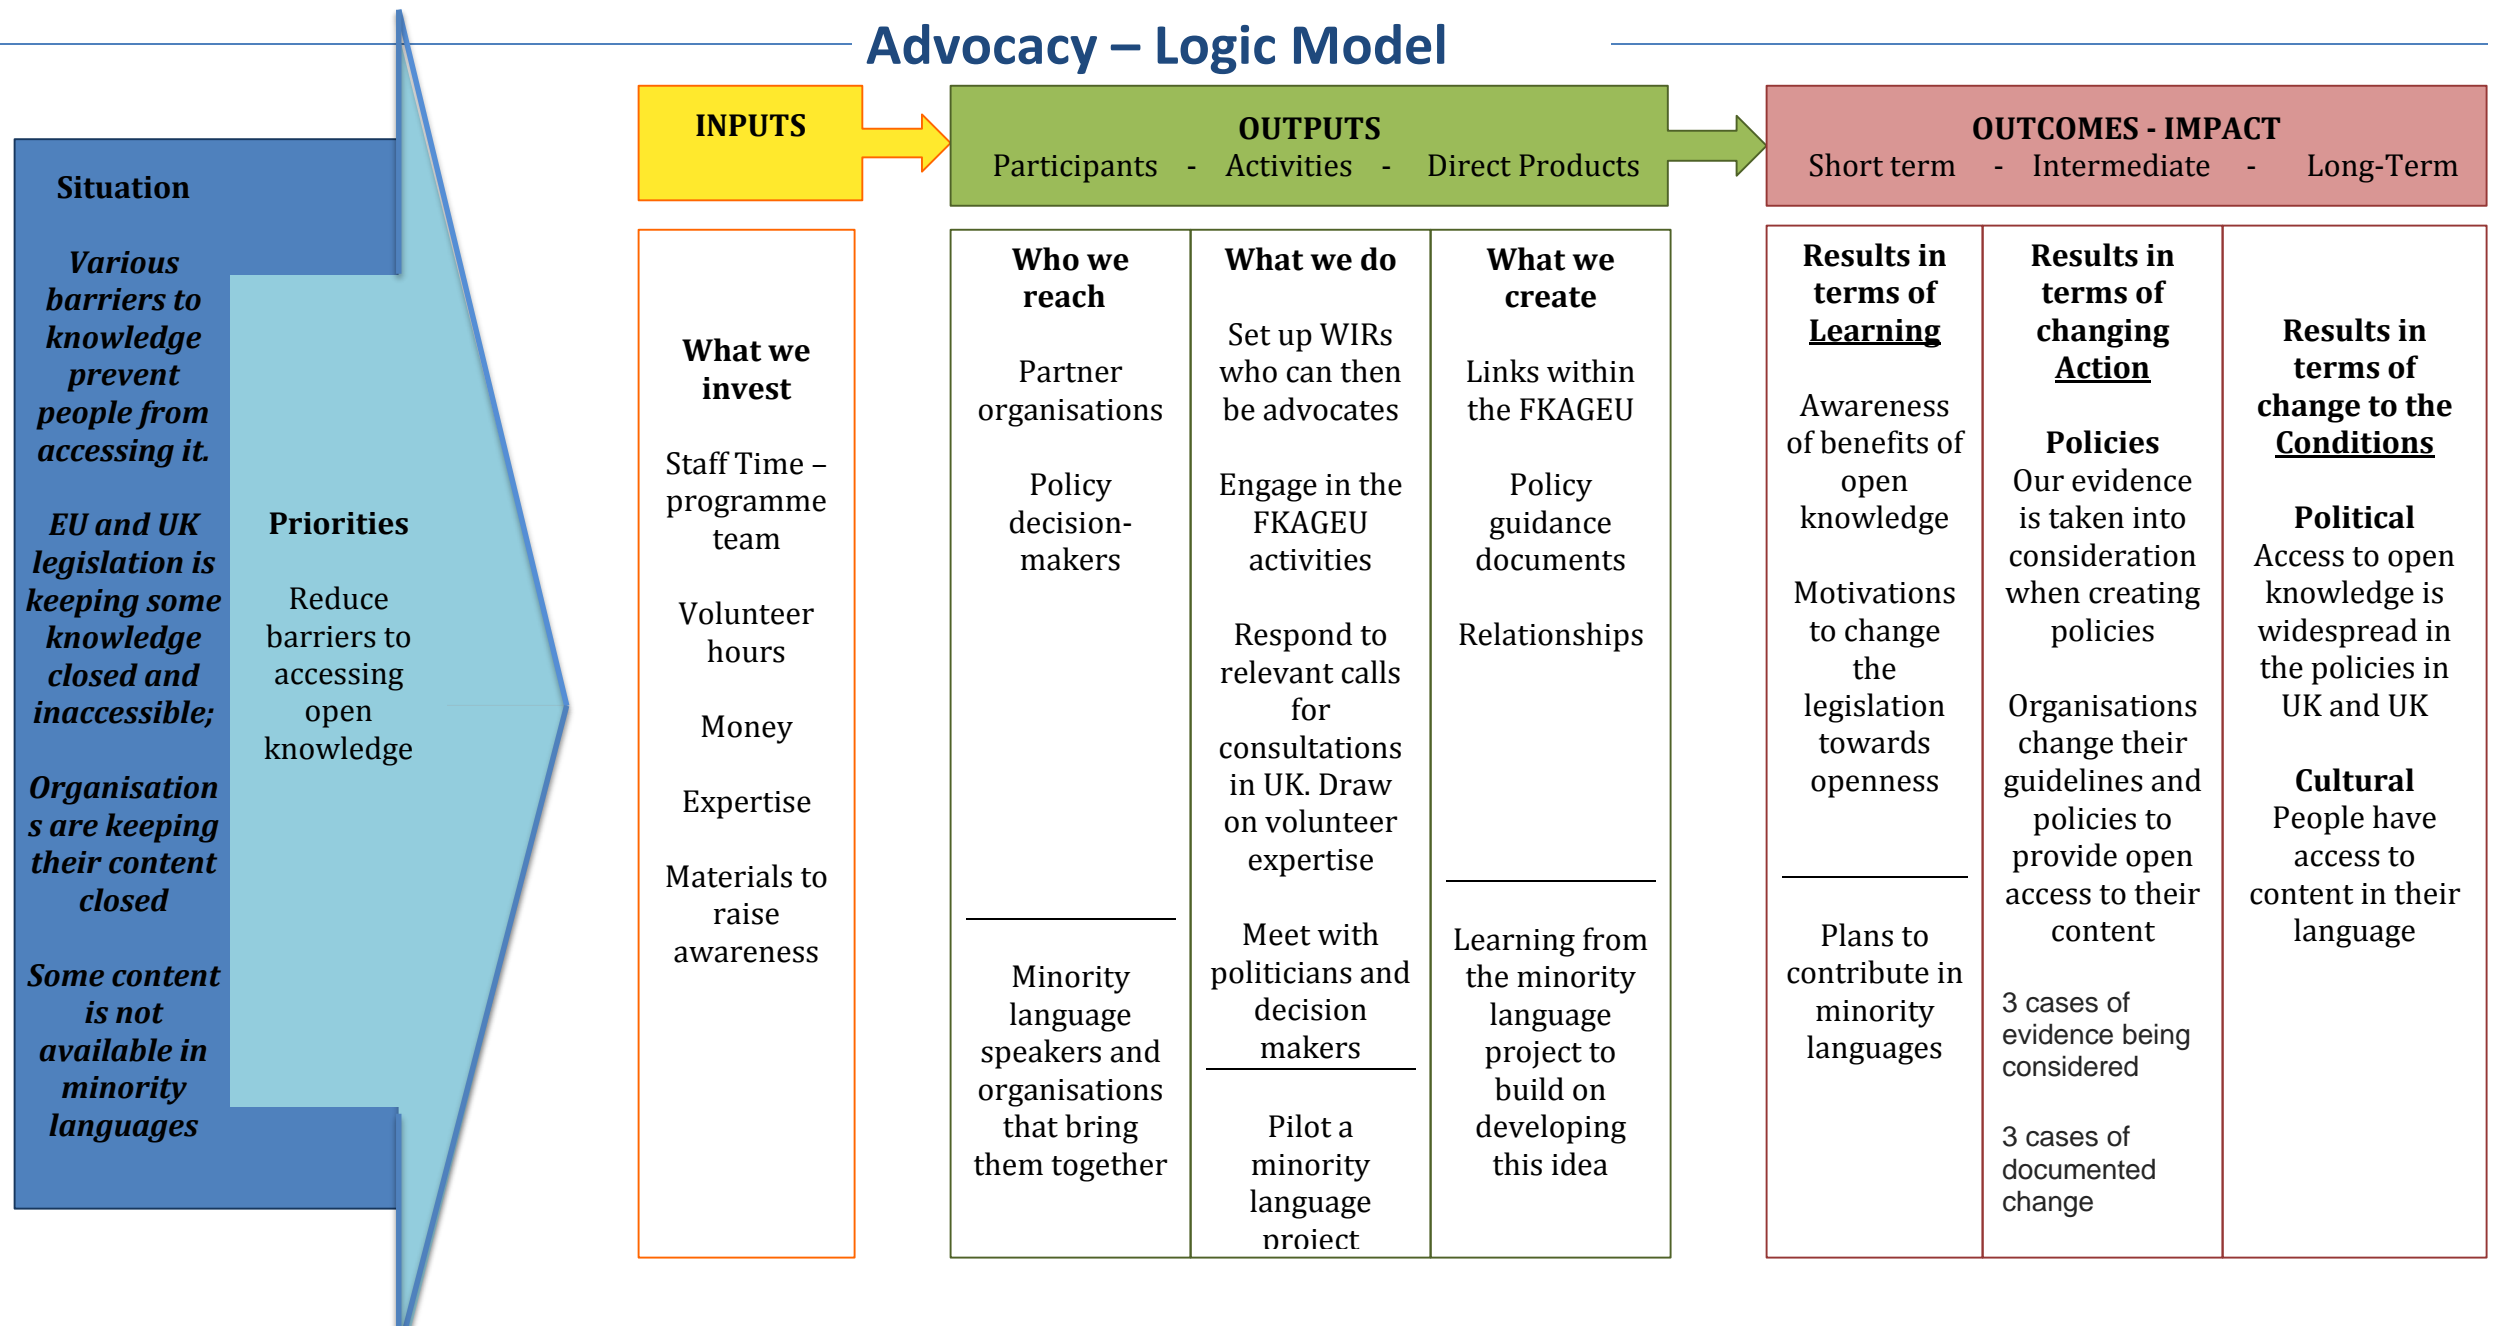 Advocacy – Logic Model
Situation
Various
barriers to
knowledge
prevent
people from
accessing it.
EU and UK
legislation is
keeping some
knowledge
closed and
inaccessible;
Organisation
s are keeping
their content
closed
Some content
is not
available in
minority
languages
Priorities
Reduce
barriers to
accessing
open
knowledge
INPUTS
What we
invest
Staff Time –
programme
team
Volunteer
hours
Money
Expertise
Materials to
raise
awareness
OUTPUTS
Participants - Activities - Direct Products
Who we
reach
Partner
organisations
Policy
decision-
makers
Minority
language
speakers and
organisations
that bring
them together
What we do
Set up WIRs
who can then
be advocates
Engage in the
FKAGEU
activities
Respond to
relevant calls
for
consultations
in UK. Draw
on volunteer
expertise
Meet with
politicians and
decision
makers
Pilot a
minority
language
project
What we
create
Links within
the FKAGEU
Policy
guidance
documents
Relationships
Learning from
the minority
language
project to
build on
developing
this idea
OUTCOMES - IMPACT
Short term - Intermediate - Long-Term
Results in
terms of
Learning
Awareness
of benefits of
open
knowledge
Motivations
to change
the
legislation
towards
openness
Plans to
contribute in
minority
languages
Results in
terms of
changing
Action
Policies
Our evidence
is taken into
consideration
when creating
policies
Organisations
change their
guidelines and
policies to
provide open
access to their
content
3 cases of
evidence being
considered
3 cases of
documented
change
Results in
terms of
change to the
Conditions
Political
Access to open
knowledge is
widespread in
the policies in
UK and UK
Cultural
People have
access to
content in their
language